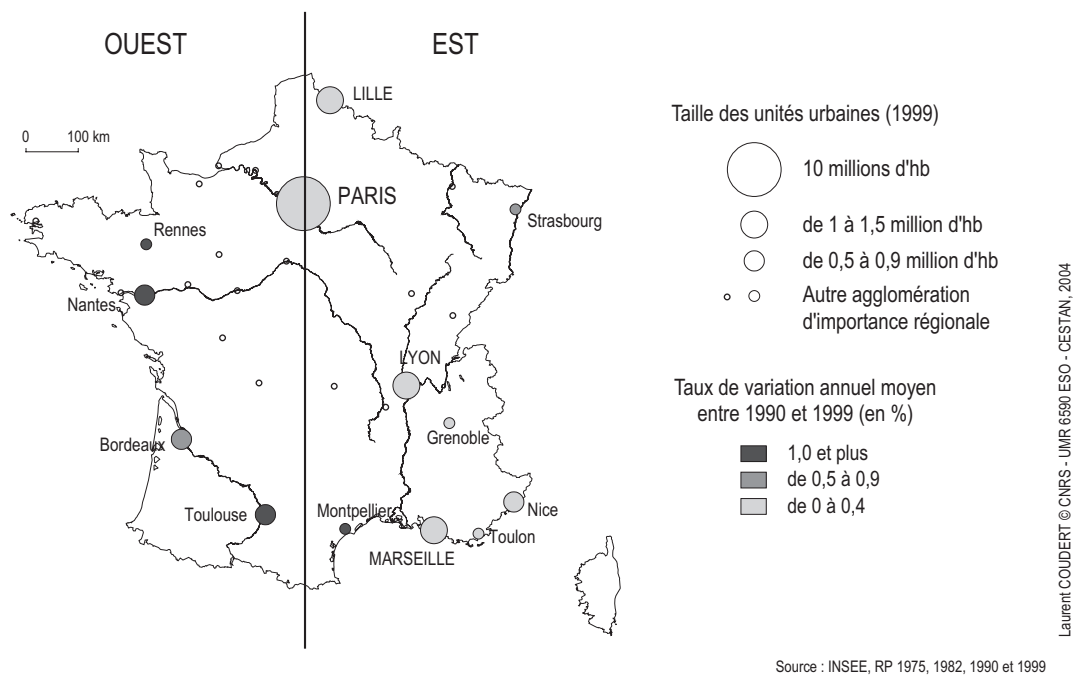 OUEST
EST
LILLE
0 100 km
PARIS
Strasbourg
Rennes
Nantes
LYON
Grenoble
Bordeaux
Toulouse
Montpellier
Nice
Toulon
MARSEILLE
Taille des unités urbaines (1999)
10 millions d'hb
de 1 à 1,5 million d'hb
de 0,5 à 0,9 million d'hb
Autre agglomération
d'importance régionale
Taux de variation annuel moyen
entre 1990 et 1999 (en %)
1,0 et plus
de 0,5 à 0,9
de 0 à 0,4
Laurent COUDERT © CNRS - UMR 6590 ESO - CESTAN, 2004
Source : INSEE, RP 1975, 1982, 1990 et 1999